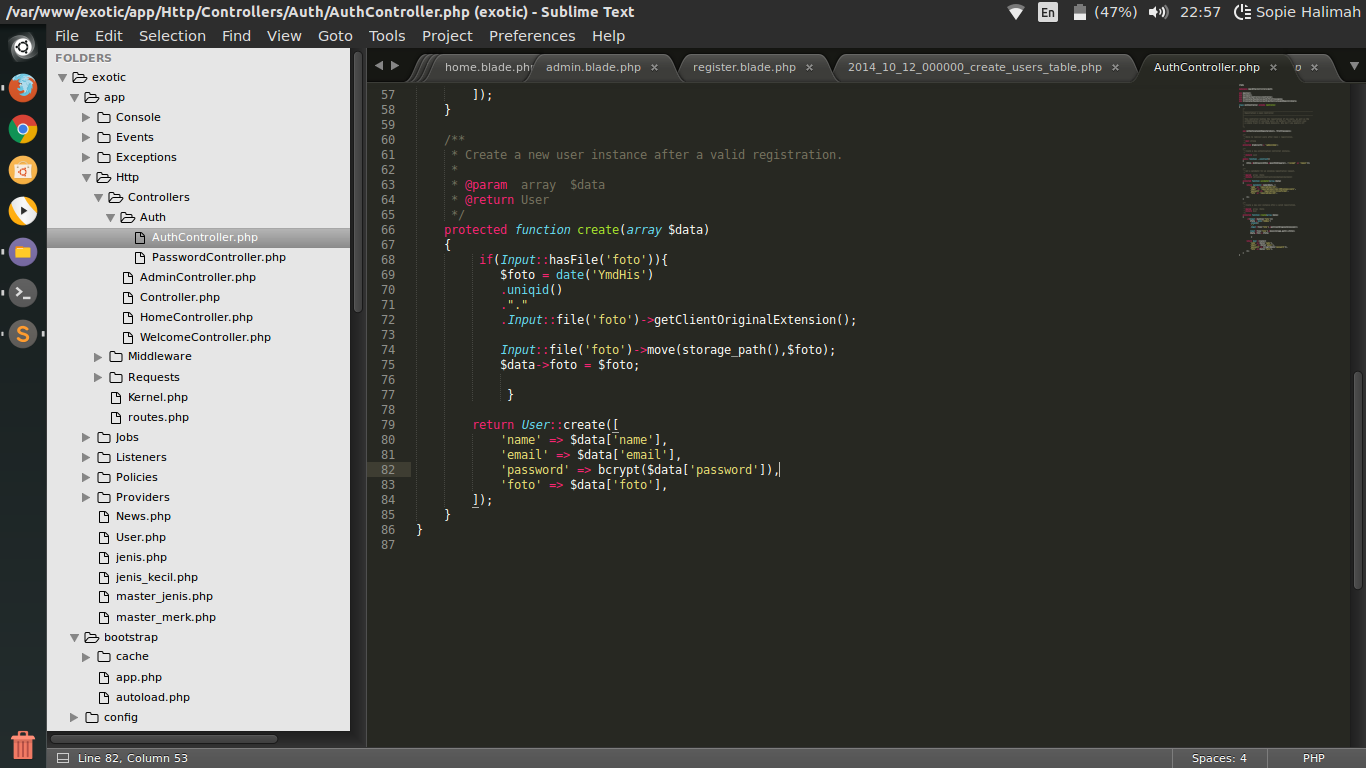 /var/www/exotic/app/Http/Controllers/Auth/AuthController.php (exotic) - Sublime Text
En (47%) 22:57 Sopie Halimah
File Edit Selection Find View Goto Tools Project Preferences Help
FOLDERS
exotic
app
Console
Events
Exceptions
Http
Controllers
Auth
AuthController.php
PasswordController.php
AdminController.php
Controller.php
HomeController.php
WelcomeController.php
Middleware
Requests
Kernel.php
routes.php
Jobs
Listeners
Policies
Providers
News.php
User.php
jenis.php
jenis_kecil.php
master_jenis.php
master_merk.php
bootstrap
cache
app.php
autoload.php
config
home.blade.php admin.blade.php × register.blade.php × 2014_10_12_000000_create_users_table.php × AuthController.php × p ×
57 ]);
58 }
59
60 /**
61 * Create a new user instance after a valid registration.
62 *
63 * @param  array  $data
64 * @return User
65 */
66 protected function create(array $data)
67 {
68 if(Input::hasFile('foto')){
69 $foto = date('YmdHis')
70 .uniqid()
71 ."."
72 .Input::file('foto')->getClientOriginalExtension();
73
74 Input::file('foto')->move(storage_path(),$foto);
75 $data->foto = $foto;
76
77 }
78
79 return User::create([
80 'name' => $data['name'],
81 'email' => $data['email'],
82 'password' => bcrypt($data['password']),
83 'foto' => $data['foto'],
84 ]);
85 }
86 }
87
Line 82, Column 53 Spaces: 4 PHP